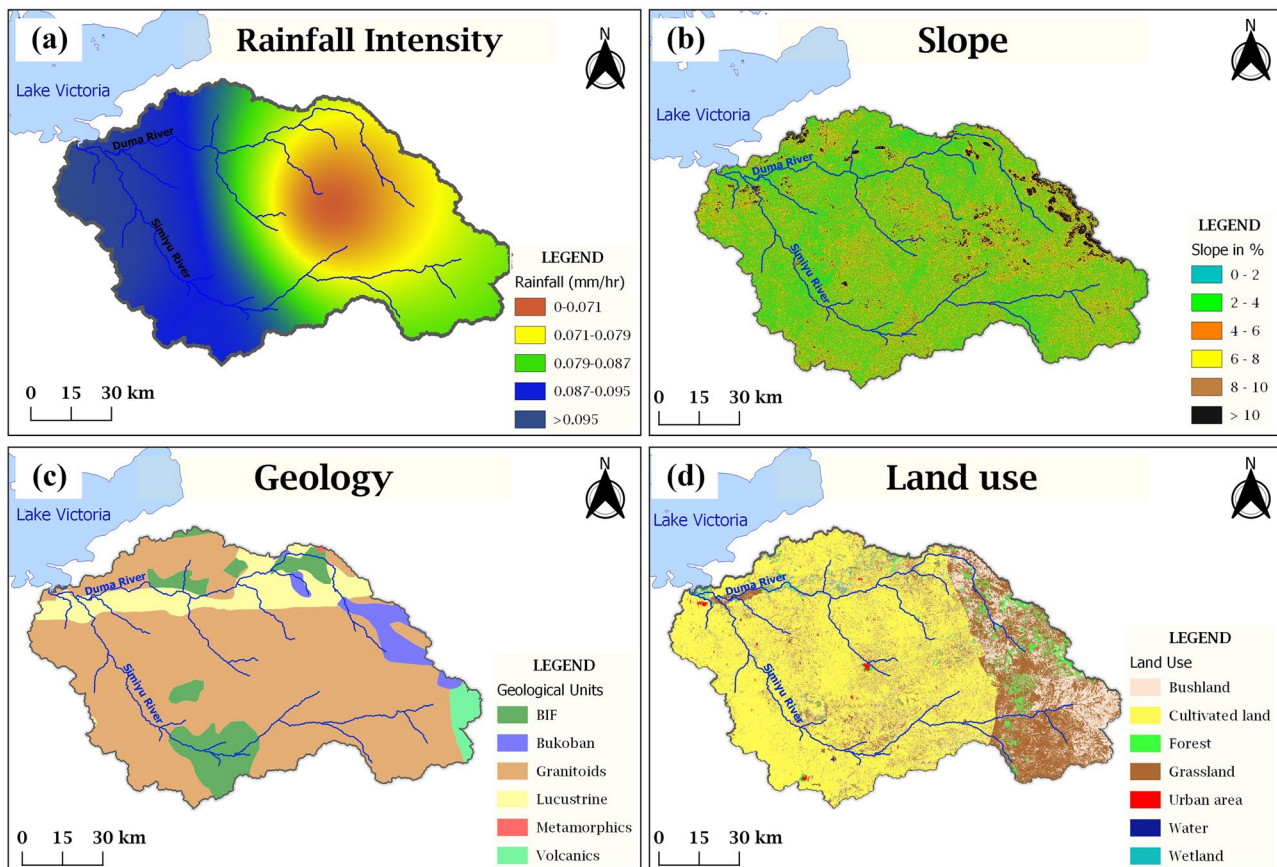 (a)
Rainfall Intensity
N
Lake Victoria
Duma River
Simiyu River
LEGEND
Rainfall (mm/hr)
0-0.071
0.071-0.079
0.079-0.087
0.087-0.095
>0.095
0 15 30 km
(b)
Slope
N
Lake Victoria
Duma River
Simiyu River
LEGEND
Slope in %
0 - 2
2 - 4
4 - 6
6 - 8
8 - 10
> 10
0 15 30 km
(c)
Geology
N
Lake Victoria
Duma River
Simiyu River
LEGEND
Geological Units
BIF
Bukoban
Granitoids
Lucustrine
Metamorphics
Volcanics
0 15 30 km
(d)
Land use
N
Lake Victoria
Duma River
Simiyu River
LEGEND
Land Use
Bushland
Cultivated land
Forest
Grassland
Urban area
Water
Wetland
0 15 30 km